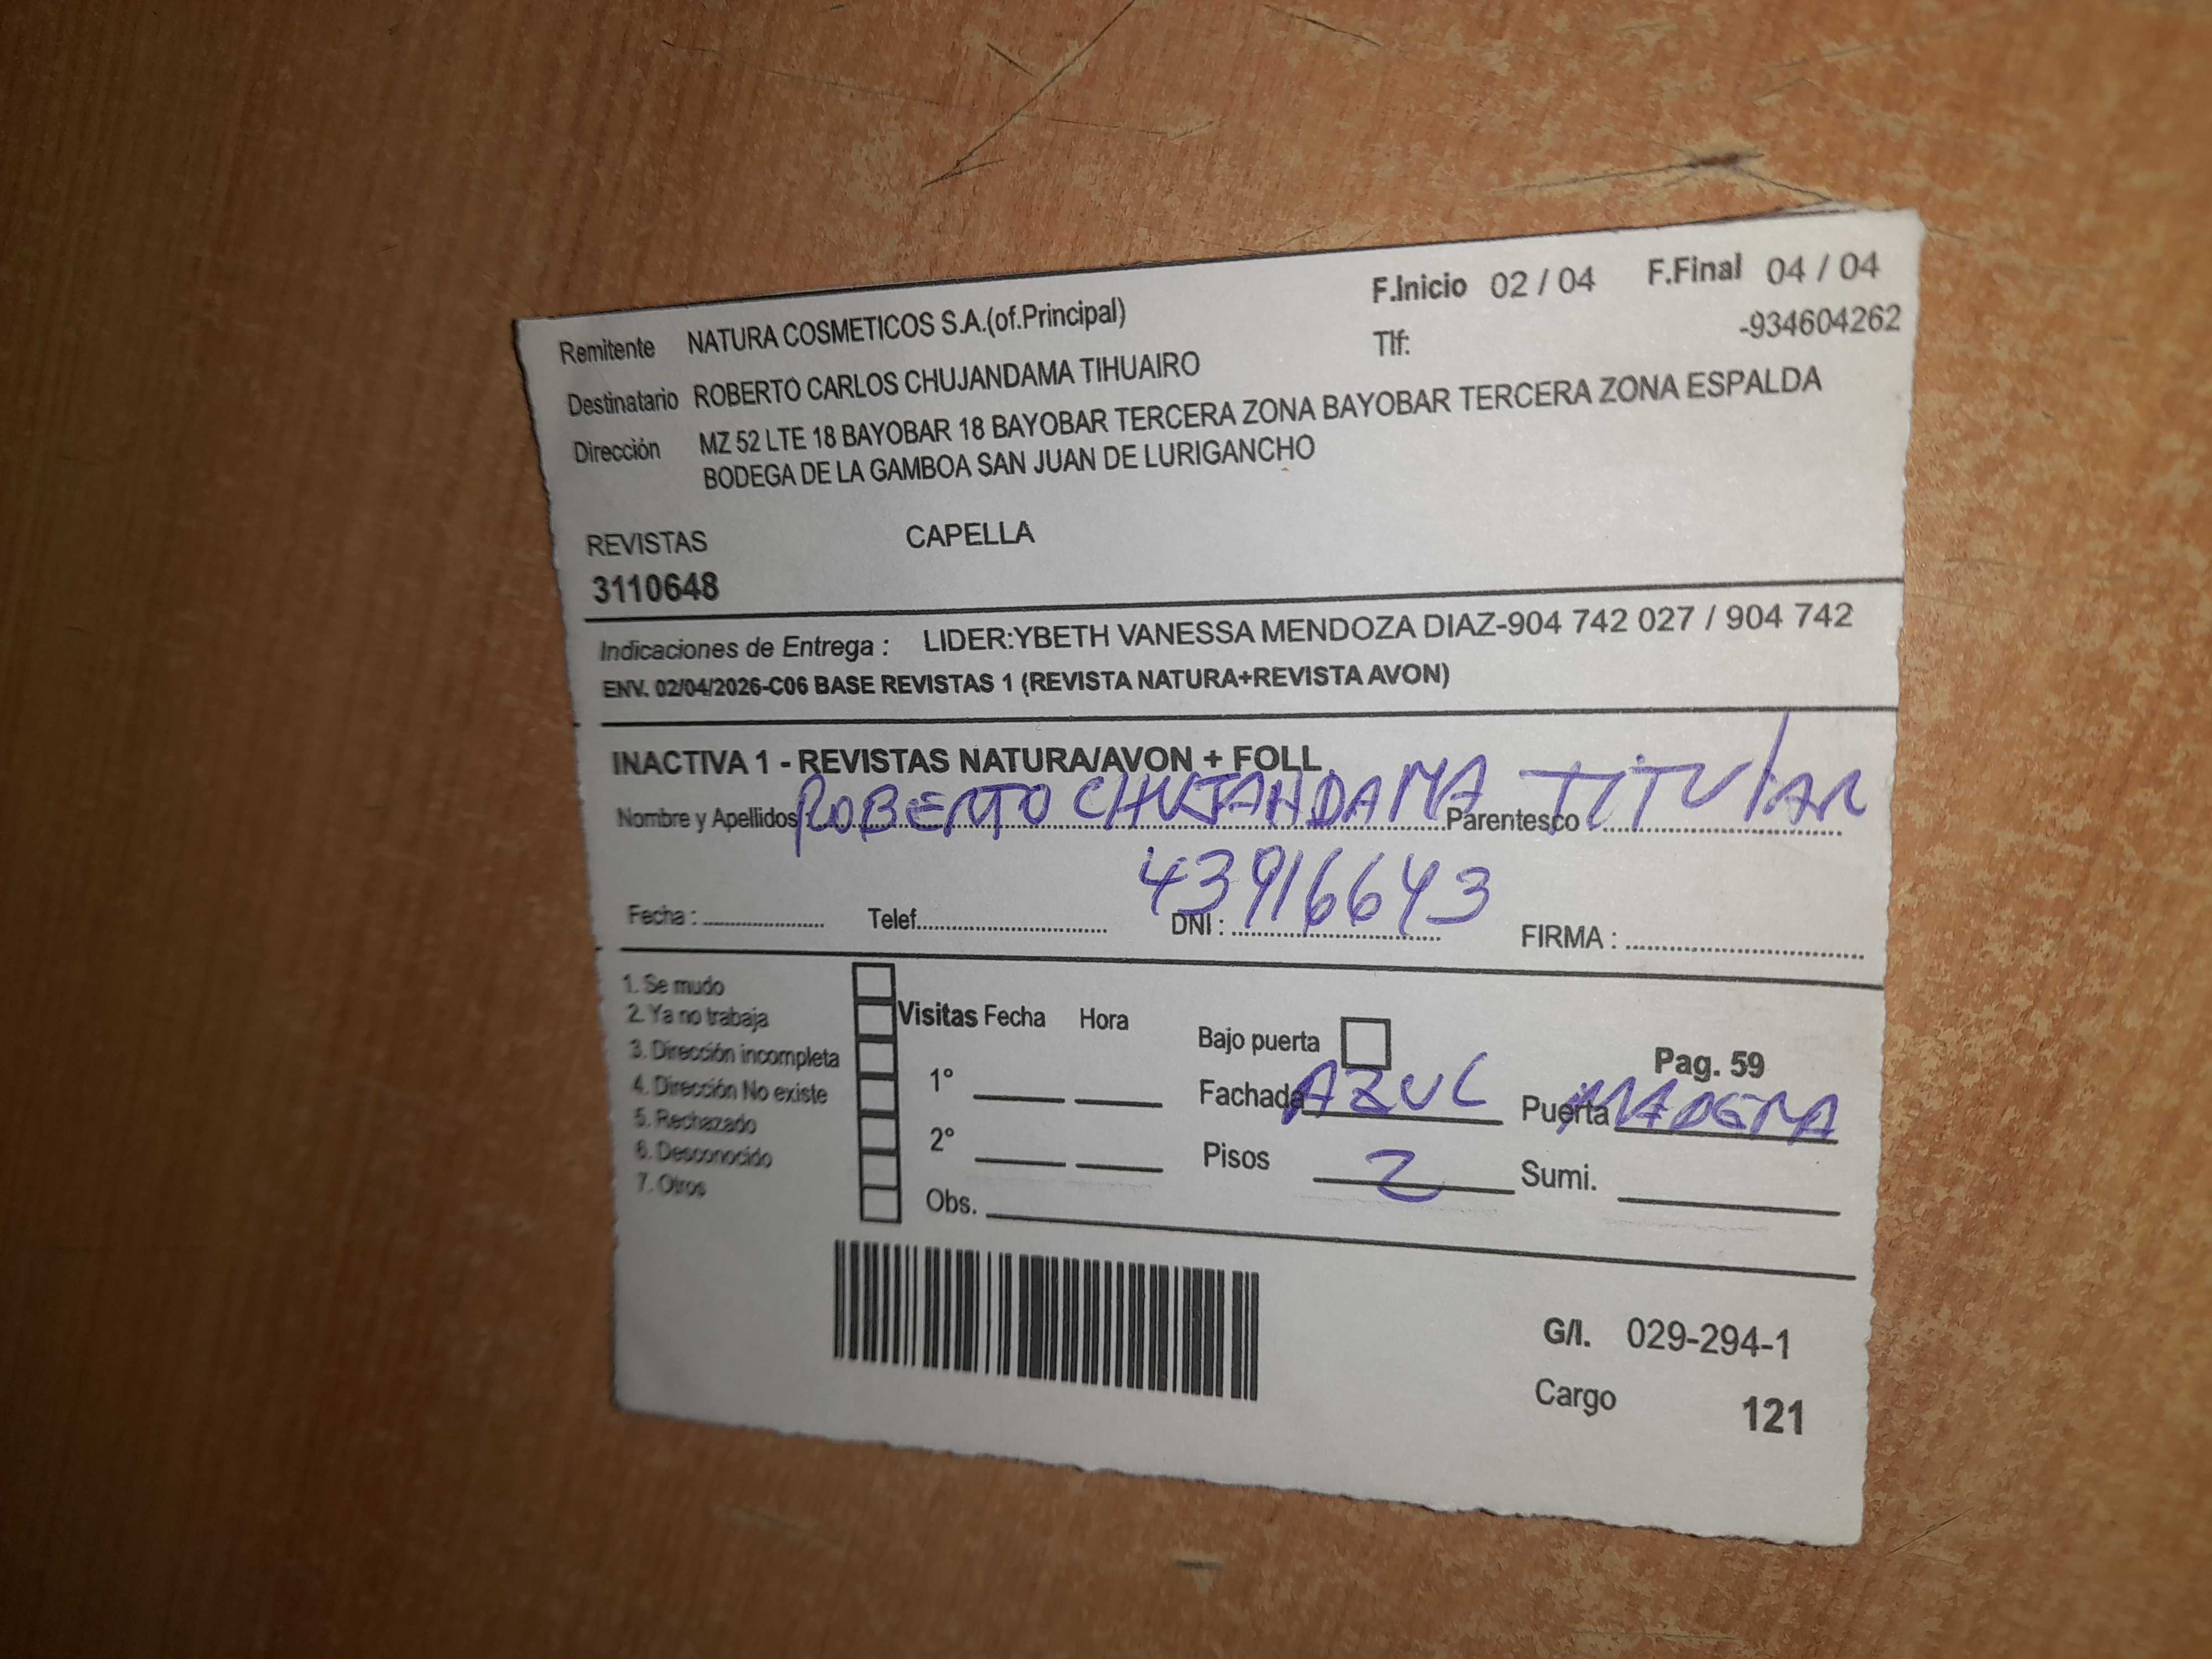 Remitente NATURA COSMETICOS S.A.(of.Principal) F.Inicio 02 / 04 F.Final 04 / 04
Destinatario ROBERTO CARLOS CHUJANDAMA TIHUAIRO Tlf: -934604262
Dirección MZ 52 LTE 18 BAYOBAR 18 BAYOBAR TERCERA ZONA BAYOBAR TERCERA ZONA ESPALDA
BODEGA DE LA GAMBOA SAN JUAN DE LURIGANCHO
REVISTAS CAPELLA
3110648
Indicaciones de Entrega : LIDER:YBETH VANESSA MENDOZA DIAZ-904 742 027 / 904 742
ENV. 02/04/2026-C06 BASE REVISTAS 1 (REVISTA NATURA+REVISTA AVON)
INACTIVA 1 - REVISTAS NATURA/AVON + FOLL
Nombre y Apellidos : ROBERTO CHUJANDAMA Parentesco : TITULAR
Fecha : Telef. DNI : 43916643 FIRMA :
1. Se mudo
2. Ya no trabaja Visitas Fecha Hora Bajo puerta Pag. 59
3. Dirección incompleta
4. Dirección No existe 1° Fachada AZUL Puerta MADERA
5. Rechazado
6. Desconocido 2° Pisos 2 Sumi.
7. Otros Obs.
G/I. 029-294-1
Cargo 121